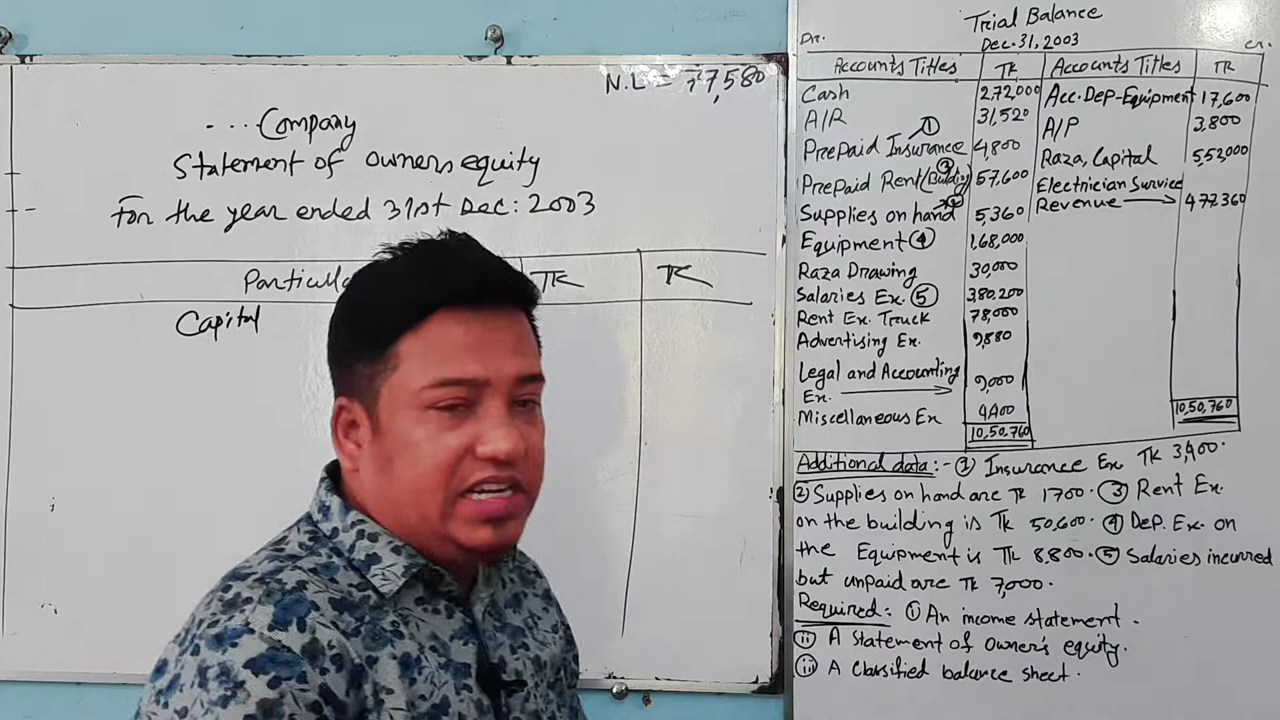 N.L = 77,580
... Company
Statement of owners equity
For the year ended 31st Dec: 2003
Particula TK TK
Capital
Trial Balance
Dr. Dec. 31, 2003 Cr.
Accounts Titles TK Accounts Titles TK
Cash 2,72,000 Acc. Dep-Equipment 17,600
A/R 31,520 A/P 3,800
Prepaid Insurance ① 4,800 Raza, Capital 5,52,000
Prepaid Rent (Building) ③ 57,600 Electrician Service
Supplies on hand ② 5,360 Revenue → 4,77,360
Equipment ④ 1,68,000
Raza Drawing 30,000
Salaries Ex. ⑤ 3,80,200
Rent Ex. Truck 78,000
Advertising Ex. 9,880
Legal and Accounting
Ex. → 9,000
Miscellaneous Ex 4,400
10,50,760 10,50,760
Additional data:- ① Insurance Ex TK 3,400.
② Supplies on hand are TK 1700. ③ Rent Ex.
on the building is TK 50,600. ④ Dep. Ex. on
the Equipment is TK 8,800. ⑤ Salaries incurred
but unpaid are TK 7,000.
Required: ⓘ An income statement.
ⓘⓘ A statement of owner's equity.
ⓘⓘⓘ A classified balance sheet.